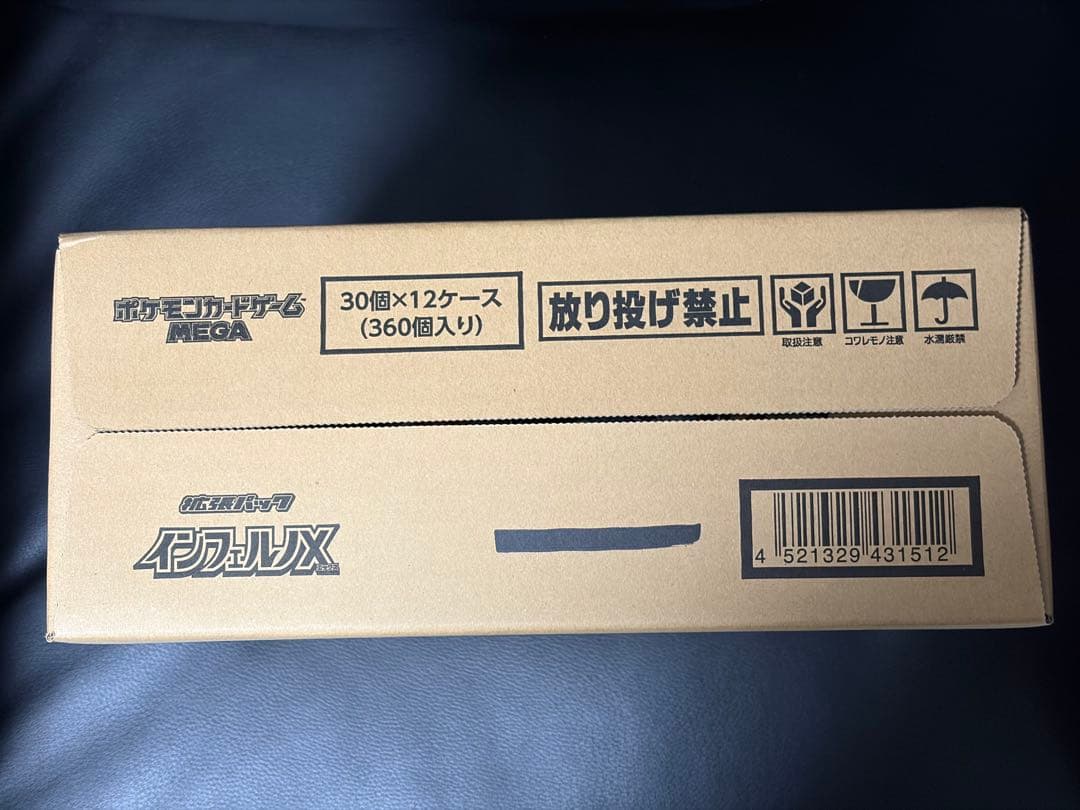 ポケモンカードゲーム
MEGA
30個×12ケース
(360個入り)
放り投げ禁止
取扱注意
コワレモノ注意
水濡厳禁
拡張パック
インフェルノX
4 521329 431512